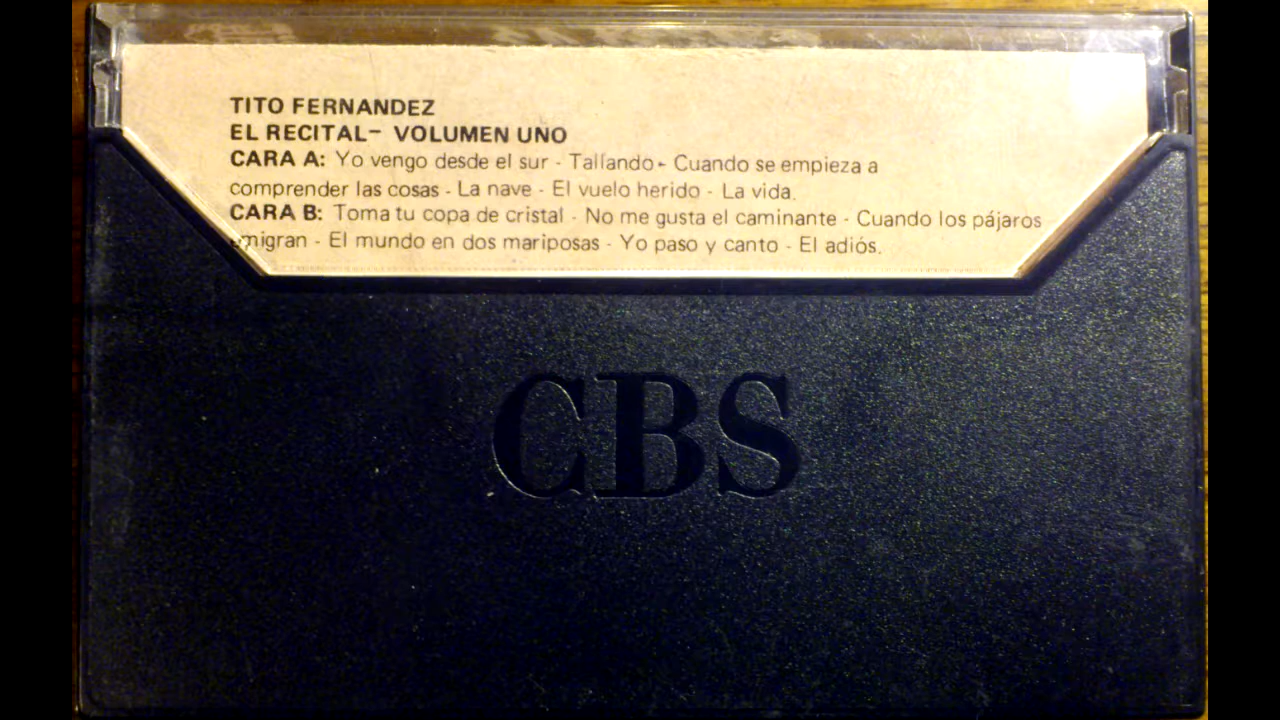 TITO FERNANDEZ
EL RECITAL- VOLUMEN UNO
CARA A: Yo vengo desde el sur - Tallando - Cuando se empieza a
comprender las cosas - La nave - El vuelo herido - La vida.
CARA B: Toma tu copa de cristal - No me gusta el caminante - Cuando los pájaros
emigran - El mundo en dos mariposas - Yo paso y canto - El adiós.
CBS